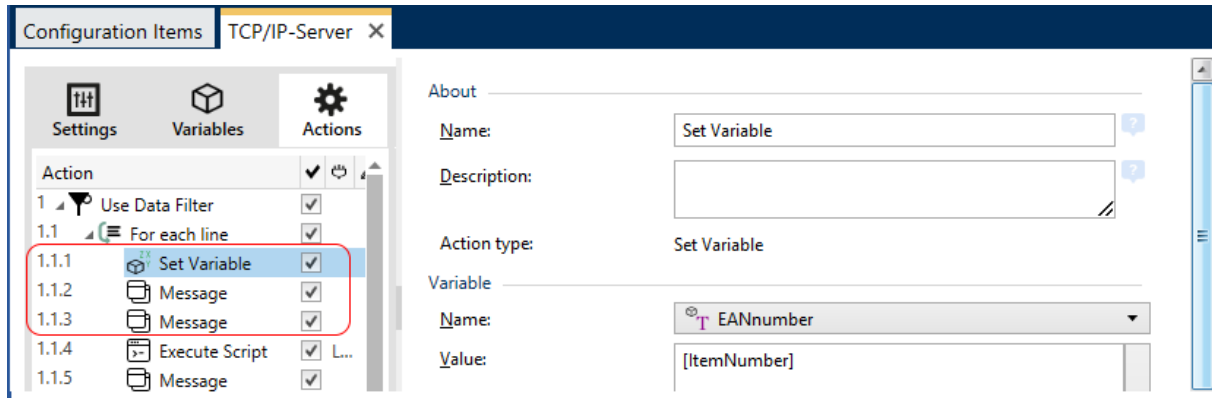 Configuration Items TCP/IP-Server
Settings Variables Actions
Action
1 Use Data Filter
1.1 For each line
1.1.1 Set Variable
1.1.2 Message
1.1.3 Message
1.1.4 Execute Script L...
1.1.5 Message
About
Name: Set Variable ?
Description: ?
Action type: Set Variable
Variable
Name: T EANnumber
Value: [ItemNumber]